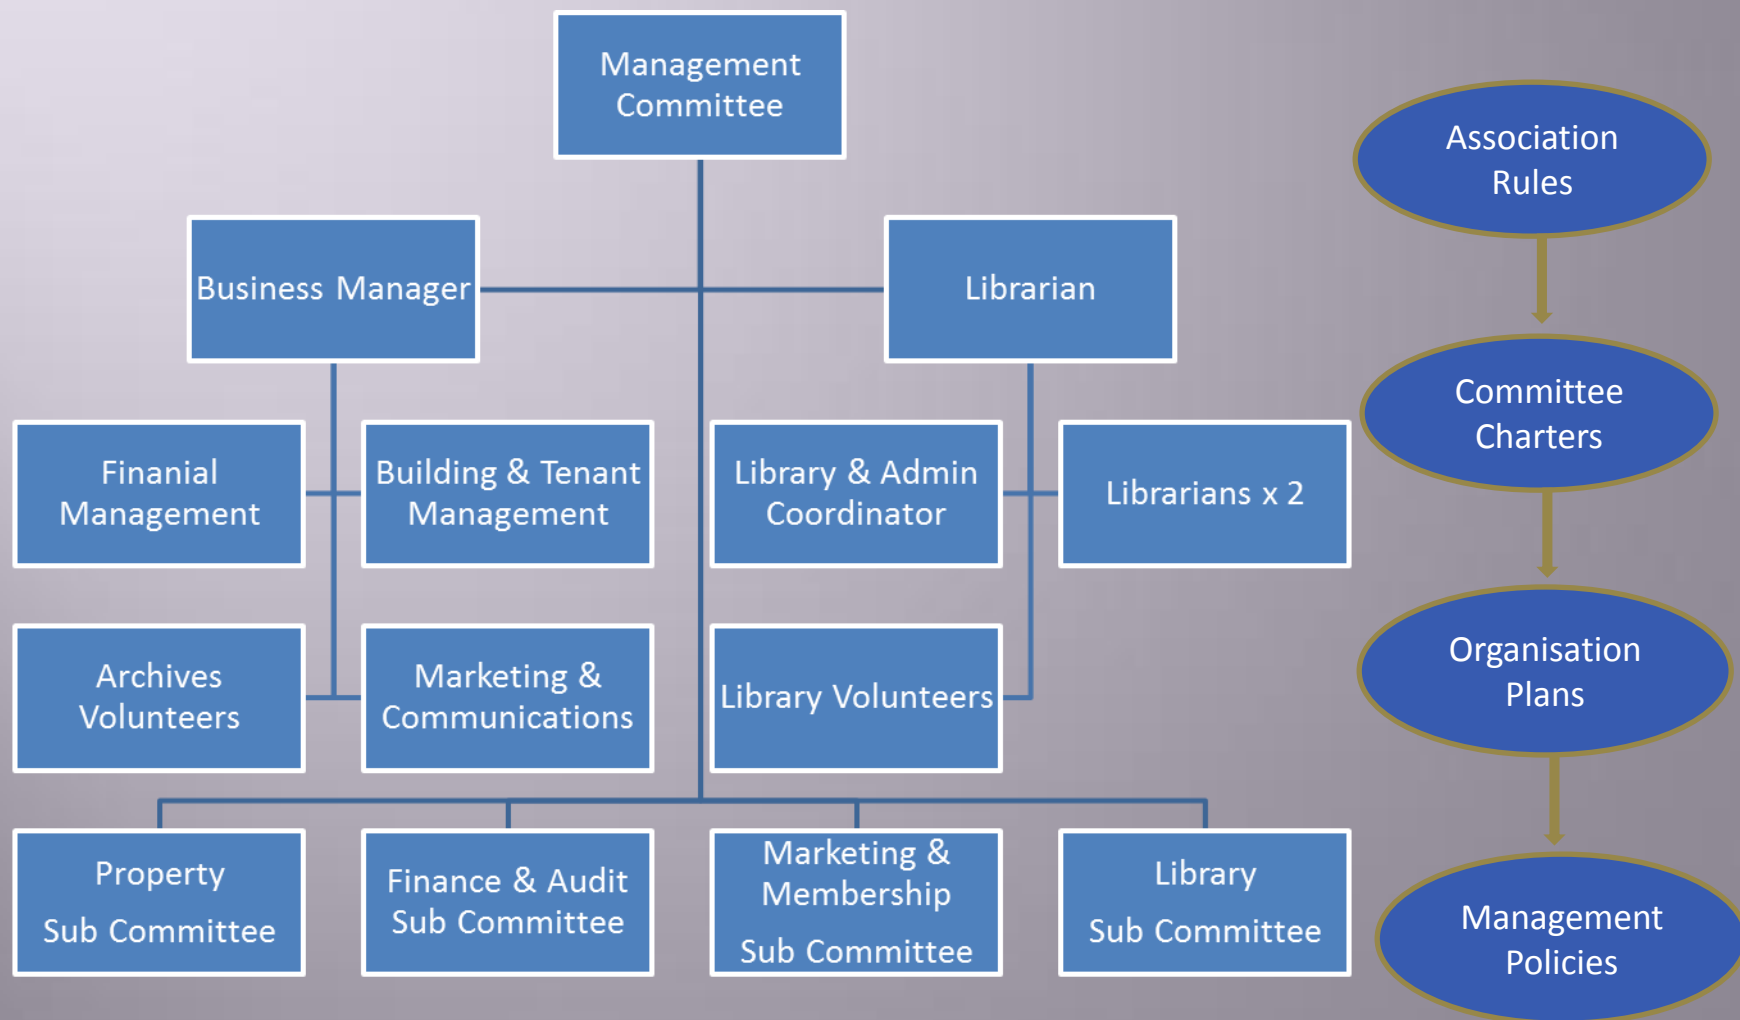 Management
Committee
Business Manager
Librarian
Finanial
Management
Building & Tenant
Management
Library & Admin
Coordinator
Librarians x 2
Archives
Volunteers
Marketing &
Communications
Library Volunteers
Property
Sub Committee
Finance & Audit
Sub Committee
Marketing &
Membership
Sub Committee
Library
Sub Committee
Association
Rules
Committee
Charters
Organisation
Plans
Management
Policies